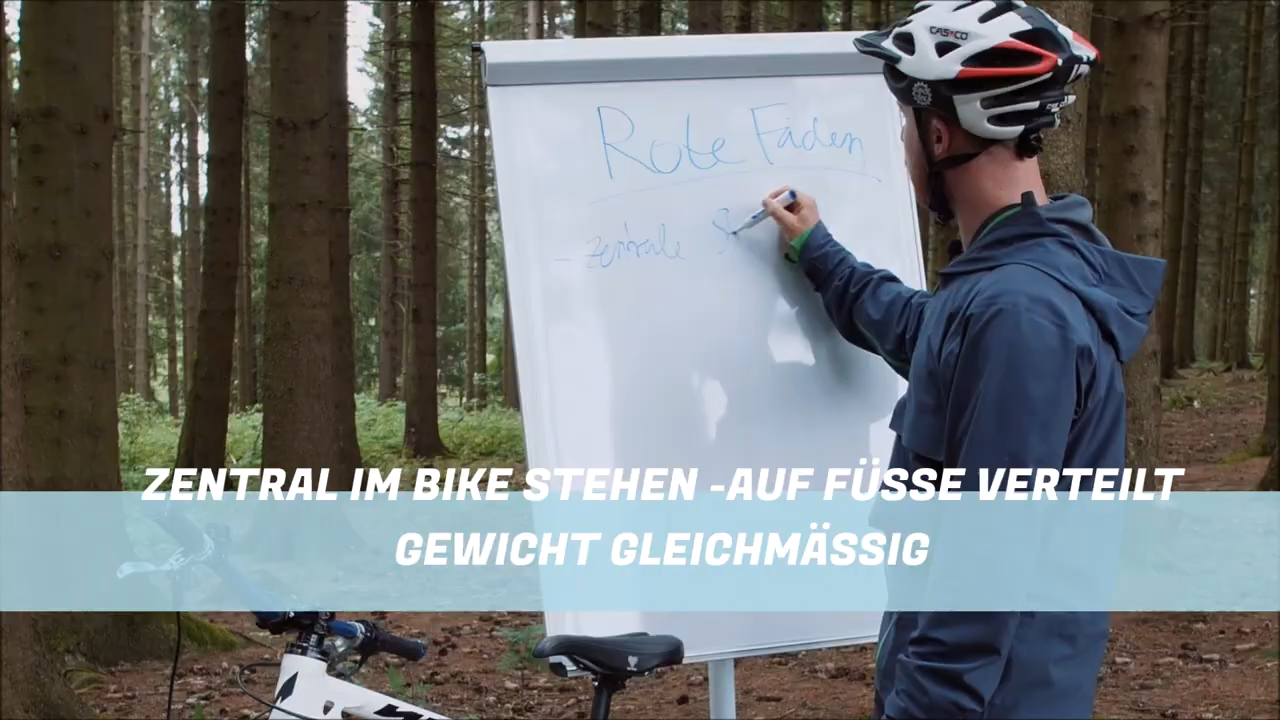 CASCO
Rote Fäden
- zentrale S
ZENTRAL IM BIKE STEHEN -AUF FÜSSE VERTEILT
GEWICHT GLEICHMÄSSIG